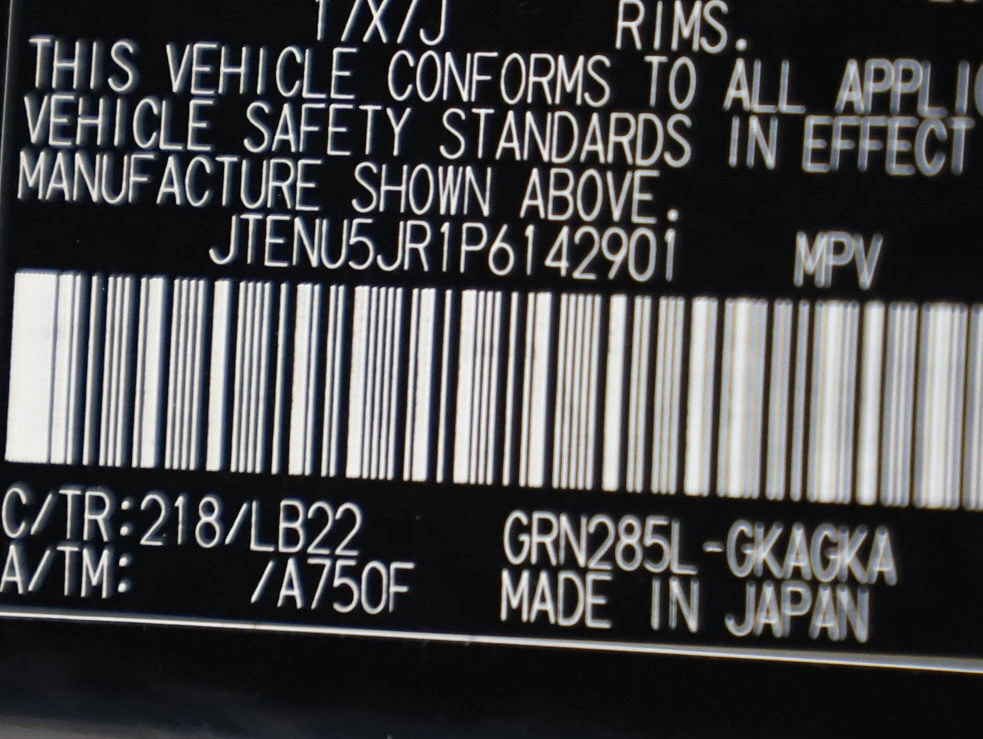 17X7J RIMS.
THIS VEHICLE CONFORMS TO ALL
VEHICLE SAFETY STANDARDS IN EFFECT
MANUFACTURE SHOWN ABOVE.
JTENU5JR1P6142901 MPV
C/TR:218/LB22 GRN285L-GKAGKA
A/TM: /A750F MADE IN JAPAN